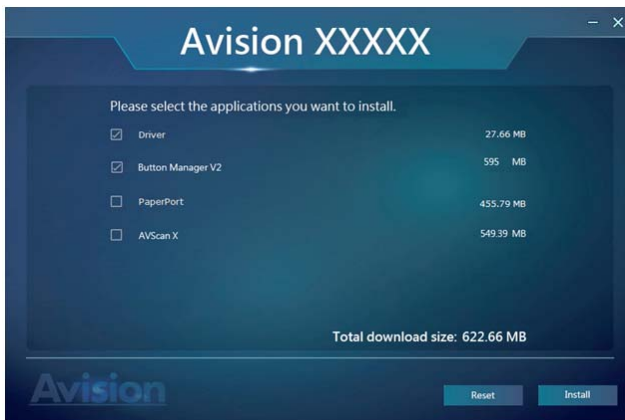 Avision XXXXX
Please select the applications you want to install.
Driver 27.66 MB
Button Manager V2 595 MB
PaperPort 455.79 MB
AVScan X 549.39 MB
Total download size: 622.66 MB
Avision
Reset Install